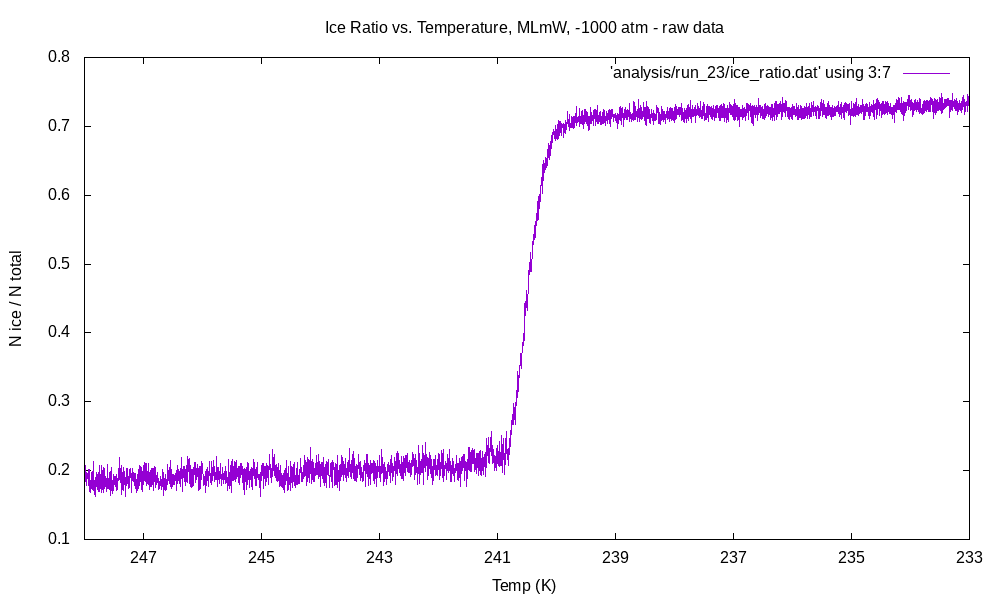 Ice Ratio vs. Temperature, MLmW, -1000 atm - raw data
'analysis/run_23/ice_ratio.dat' using 3:7
0.8
0.7
0.6
0.5
0.4
0.3
0.2
0.1
N ice / N total
247 245 243 241 239 237 235 233
Temp (K)